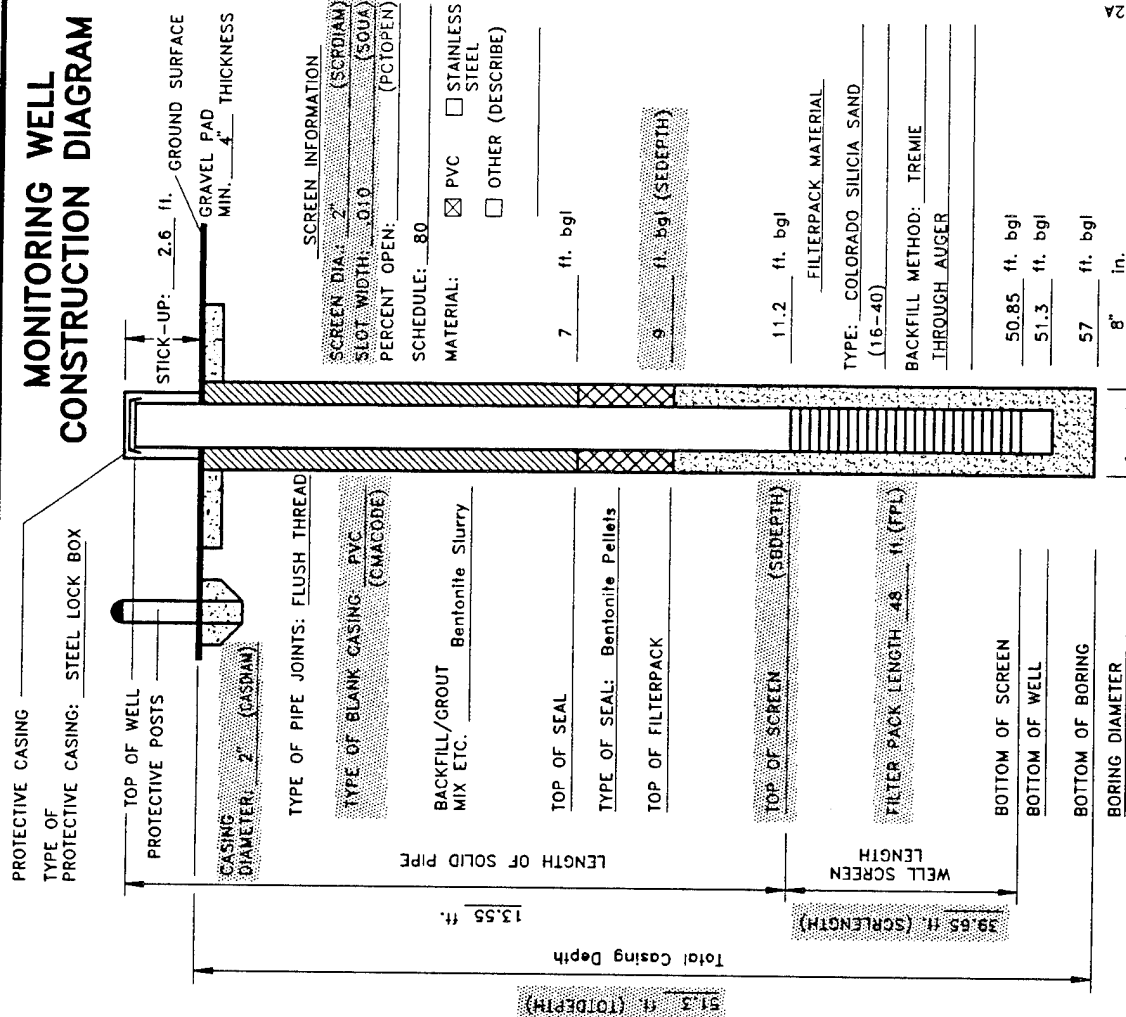 MONITORING WELL
CONSTRUCTION DIAGRAM
PROTECTIVE CASING
TYPE OF
PROTECTIVE CASING: STEEL LOCK BOX
TOP OF WELL
PROTECTIVE POSTS
STICK-UP: 2.6 ft.
GROUND SURFACE
GRAVEL PAD
MIN. 4" THICKNESS
CASING
DIAMETER: 2" (CASDIAM)
TYPE OF PIPE JOINTS: FLUSH THREAD
TYPE OF BLANK CASING: PVC
(CMACODE)
BACKFILL/GROUT
MIX ETC. Bentonite Slurry
SCREEN INFORMATION
SCREEN DIA.: 2" (SCRDIAM)
SLOT WIDTH: .010 (SOUA)
PERCENT OPEN: (PCTOPEN)
SCHEDULE: 80
MATERIAL: ☒ PVC ☐ STAINLESS
STEEL
☐ OTHER (DESCRIBE)
TOP OF SEAL 7 ft. bgl
TYPE OF SEAL: Bentonite Pellets
TOP OF FILTERPACK 9 ft. bgl (SEDEPTH)
TOP OF SCREEN (SBDEPTH) 11.2 ft. bgl
FILTERPACK MATERIAL
TYPE: COLORADO SILICIA SAND
(16-40)
FILTER PACK LENGTH 48 ft.(FPL)
BACKFILL METHOD: TREMIE
THROUGH AUGER
BOTTOM OF SCREEN 50.85 ft. bgl
BOTTOM OF WELL 51.3 ft. bgl
BOTTOM OF BORING 57 ft. bgl
BORING DIAMETER 8" in.
LENGTH OF SOLID PIPE
13.55 ft.
WELL SCREEN
LENGTH
39.65 ft. (SCRLENGTH)
Total Casing Depth
51.3 ft. (TOTDEPTH)
2A